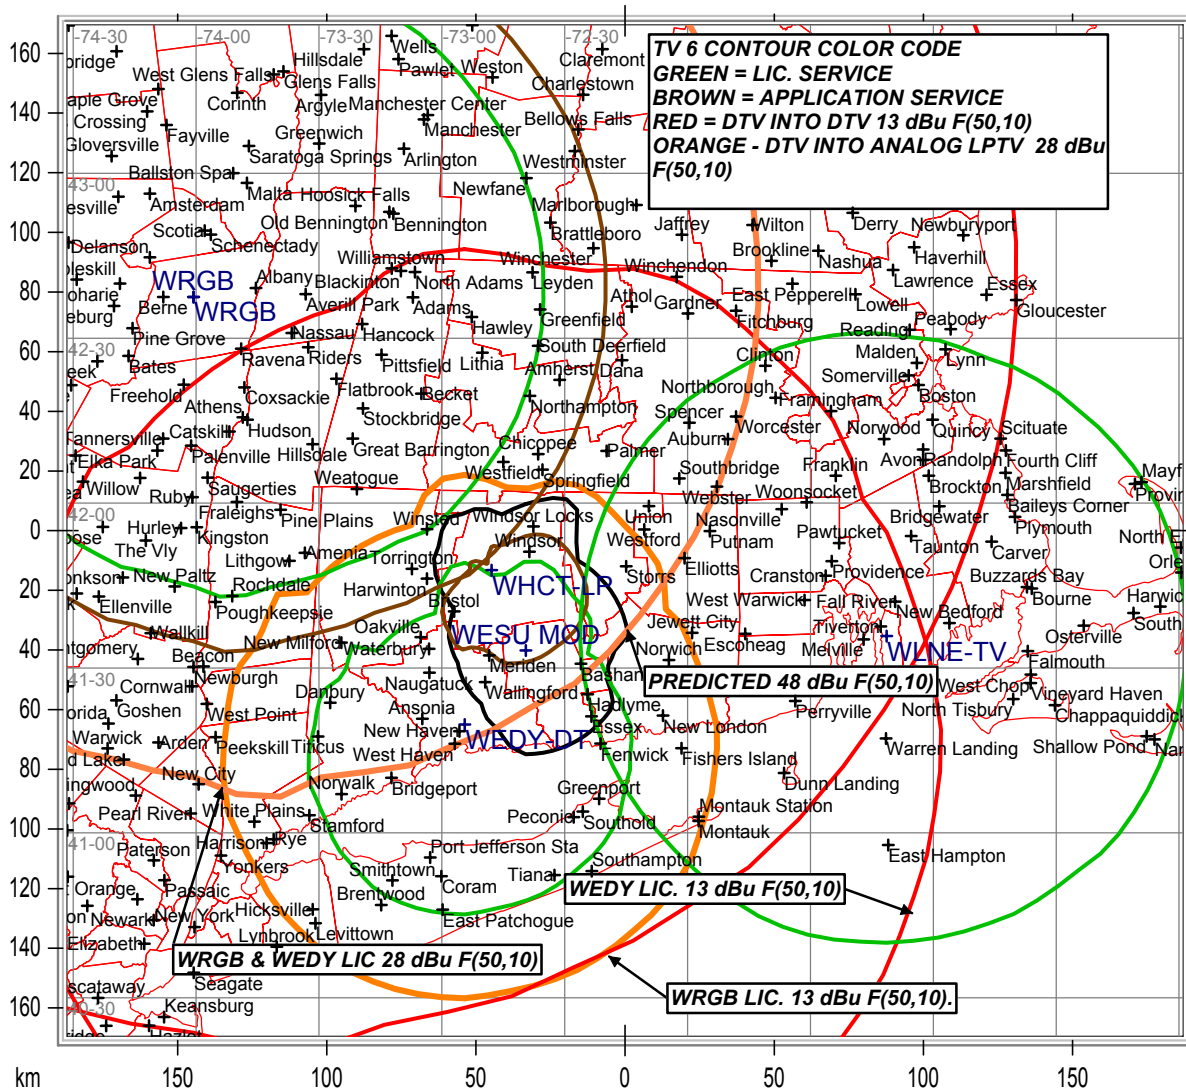 -74-30
-74-00
-73-30
-73-00
-72-30
TV 6 CONTOUR COLOR CODE
GREEN = LIC. SERVICE
BROWN = APPLICATION SERVICE
RED = DTV INTO DTV 13 dBu F(50,10)
ORANGE - DTV INTO ANALOG LPTV 28 dBu
F(50,10)
160
140
120
100
80
60
40
20
0
20
40
60
80
100
120
140
160
43-00
42-30
42-00
41-30
41-00
40-30
Hillsdale
Wells
Pawlet
Weston
Claremont
West Glens Falls
Glens Falls
Charlestown
Corinth
Argyle
Manchester Center
Crossing
Fayville
Greenwich
Manchester
Bellows Falls
Gloversville
Saratoga Springs
Arlington
Westminster
Ballston Spa
Malta
Hoosick Falls
Newfane
Amsterdam
Old Bennington
Bennington
Marlborough
Scotia
Schenectady
Brattleboro
Jaffrey
Wilton
Derry
Newburyport
Delanson
Williamstown
Winchester
Winchendon
Brookline
Nashua
Haverhill
WRGB
Albany
Blackinton
North Adams
Leyden
Lawrence
Essex
Berne
WRGB
Averill Park
Adams
Athol
Gardner
East Pepperell
Lowell
Gloucester
Pine Grove
Nassau
Hancock
Hawley
Greenfield
Fitchburg
Reading
Peabody
Bates
Ravena
Riders
Pittsfield
Lithia
South Deerfield
Clinton
Malden
Lynn
Freehold
Coxsackie
Flatbrook
Becket
Amherst
Dana
Northborough
Somerville
Boston
Athens
Stockbridge
Northampton
Spencer
Framingham
Catskill
Hudson
Hillsdale
Great Barrington
Chicopee
Palmer
Auburn
Worcester
Norwood
Quincy
Scituate
Elka Park
Palenville
Westfield
Springfield
Southbridge
Franklin
Avon
Randolph
Fourth Cliff
Willow
Ruby
Saugerties
Weatogue
Webster
Woonsocket
Brockton
Marshfield
Fraleighs
Pine Plains
Winsted
Windsor Locks
Union
Nasonville
Bridgewater
Baileys Corner
Hurley
Kingston
Windsor
Westford
Putnam
Pawtucket
Taunton
Plymouth
The Vly
Lithgow
Amenia
Torrington
Carver
New Paltz
Rochdale
Harwinton
WHCT-LP
Storrs
Elliotts
Cranston
Providence
Buzzards Bay
Ellenville
Poughkeepsie
Bristol
West Warwick
Fall River
New Bedford
Bourne
Wallkill
New Milford
Oakville
WESU MOD
Jewett City
Tiverton
Osterville
Beacon
Waterbury
Meriden
Norwich
Escoheag
Melville
WLNE-TV
Falmouth
Newburgh
Bashan
PREDICTED 48 dBu F(50,10)
Cornwall
Danbury
Naugatuck
Wallingford
West Chop
Vineyard Haven
Goshen
West Point
Ansonia
Hadlyme
Perryville
North Tisbury
Chappaquiddick
Warwick
Arden
Peekskill
Titicus
New Haven
WEDY-DT
Essex
New London
Warren Landing
Shallow Pond
New City
West Haven
Fenwick
Fishers Island
Norwalk
Bridgeport
Dunn Landing
Pearl River
White Plains
Stamford
Greenport
Montauk Station
Peconic
Southold
Montauk
Paterson
Harrison
Rye
Port Jefferson Sta
East Hampton
Yonkers
Smithtown
Southampton
Orange
Passaic
Brentwood
Coram
Tiana
WEDY LIC. 13 dBu F(50,10)
Newark
New York
Hicksville
East Patchogue
Elizabeth
Lynbrook
Levittown
WRGB & WEDY LIC 28 dBu F(50,10)
Seagate
WRGB LIC. 13 dBu F(50,10).
Keansburg
km
150
100
50
0
50
100
150